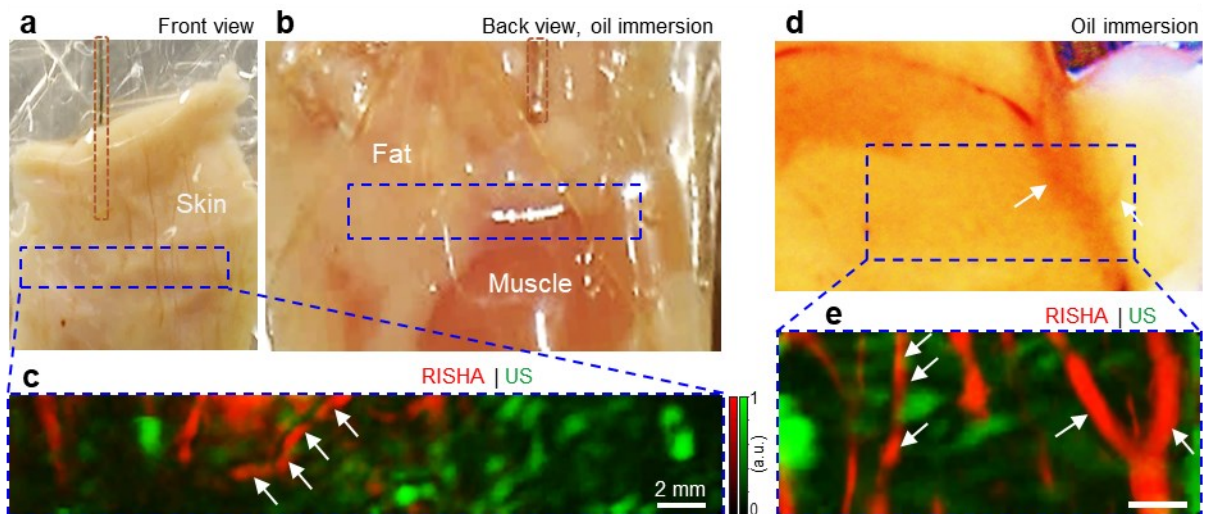 a
Front view
b
Back view, oil immersion
d
Oil immersion
Skin
Fat
Muscle
c
RISHA | US
1
(a.u.)
0
2 mm
e
RISHA | US